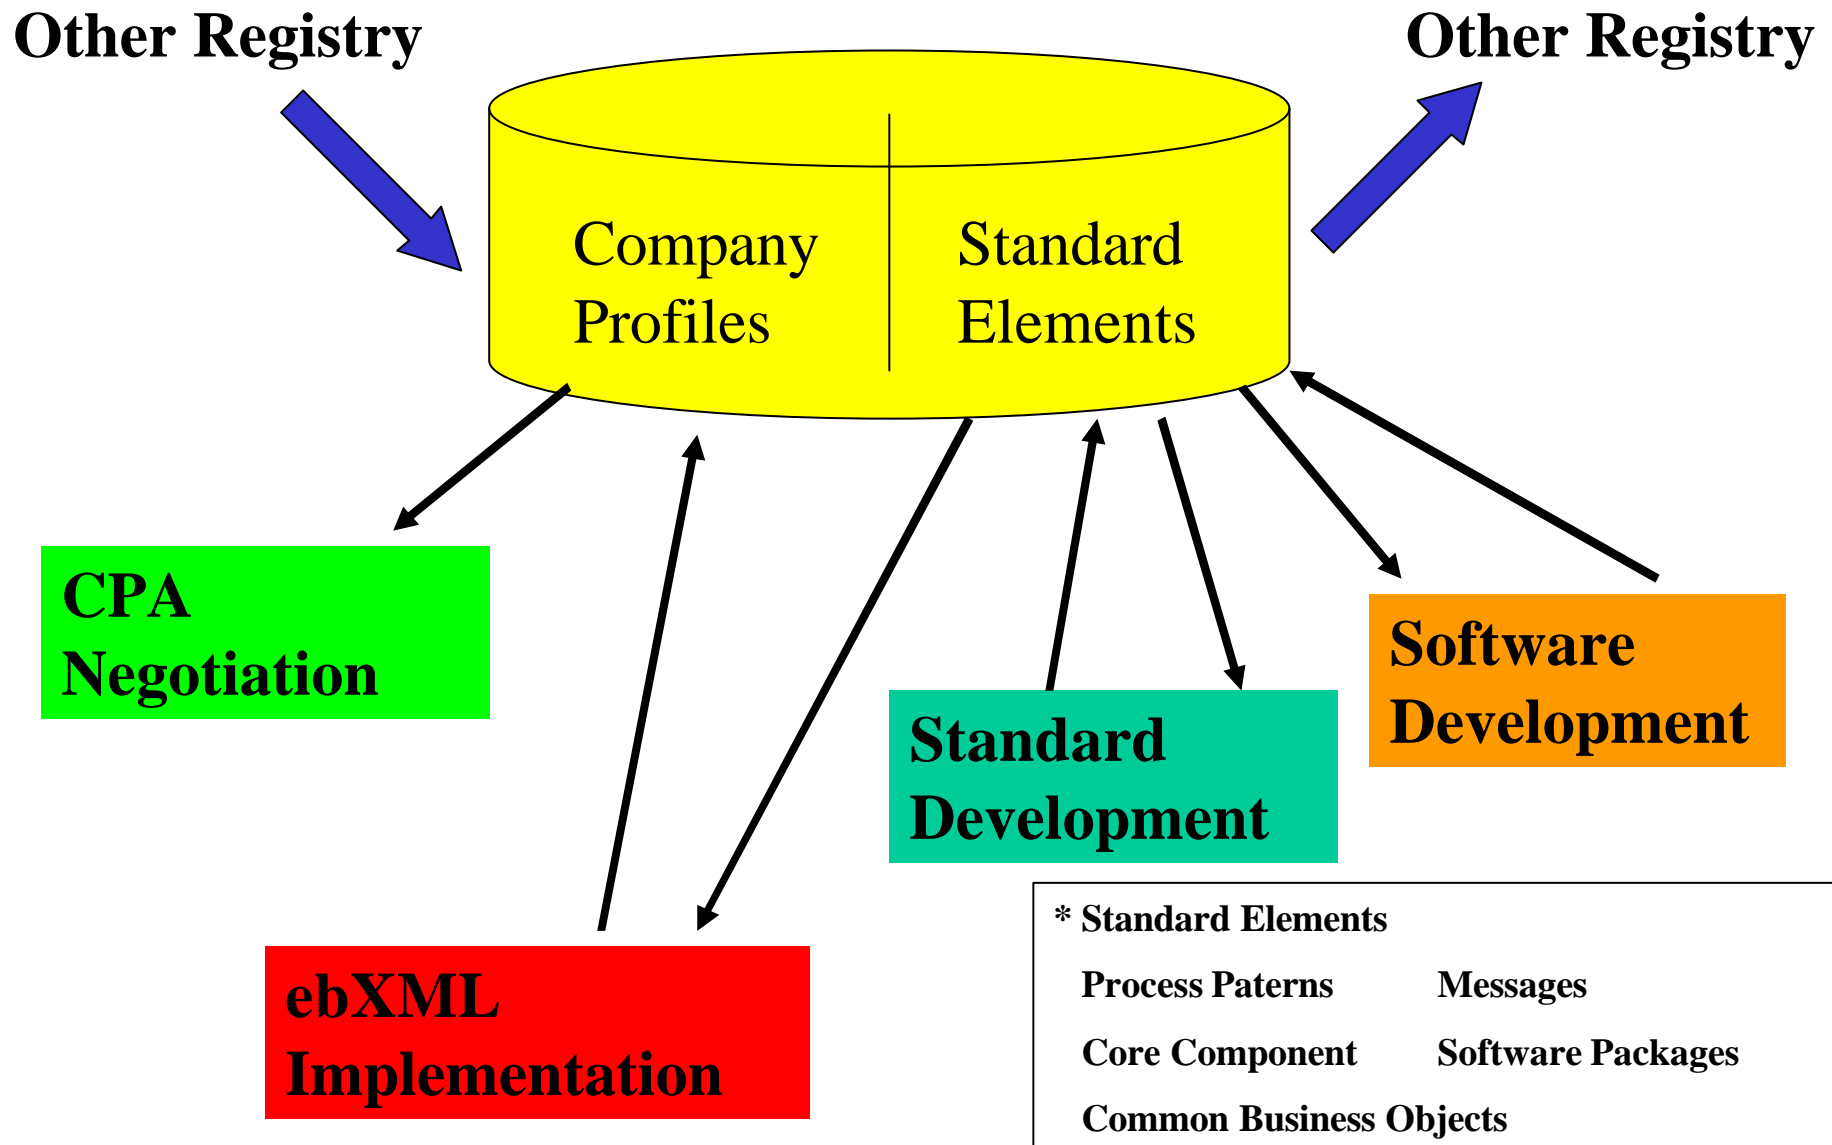 Other Registry
Other Registry
Company
Profiles
Standard
Elements
CPA
Negotiation
Software
Development
Standard
Development
ebXML
Implementation
* Standard Elements
Process Paterns Messages
Core Component Software Packages
Common Business Objects